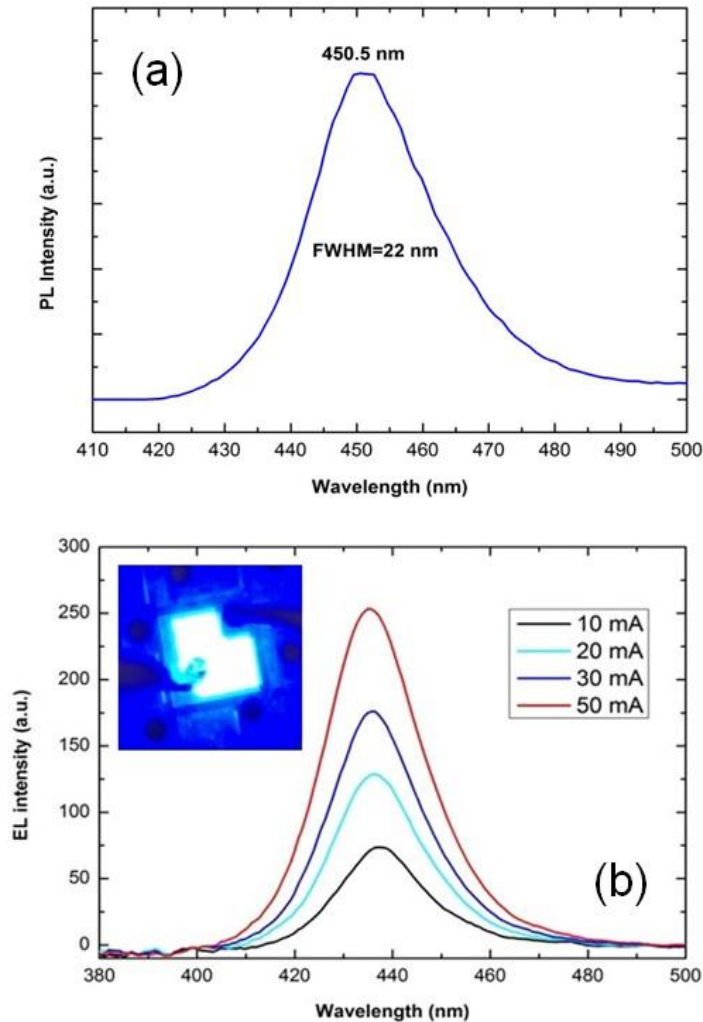 (a)
450.5 nm
FWHM=22 nm
PL Intensity (a.u.)
410 420 430 440 450 460 470 480 490 500
Wavelength (nm)
300
250
200
150
100
50
0
EL intensity (a.u.)
10 mA
20 mA
30 mA
50 mA
(b)
380 400 420 440 460 480 500
Wavelength (nm)